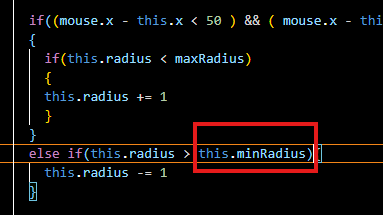 if((mouse.x - this.x < 50 ) && ( mouse.x - th
{
if(this.radius < maxRadius)
{
this.radius += 1
}
}
else if(this.radius > this.minRadius){
this.radius -= 1
}